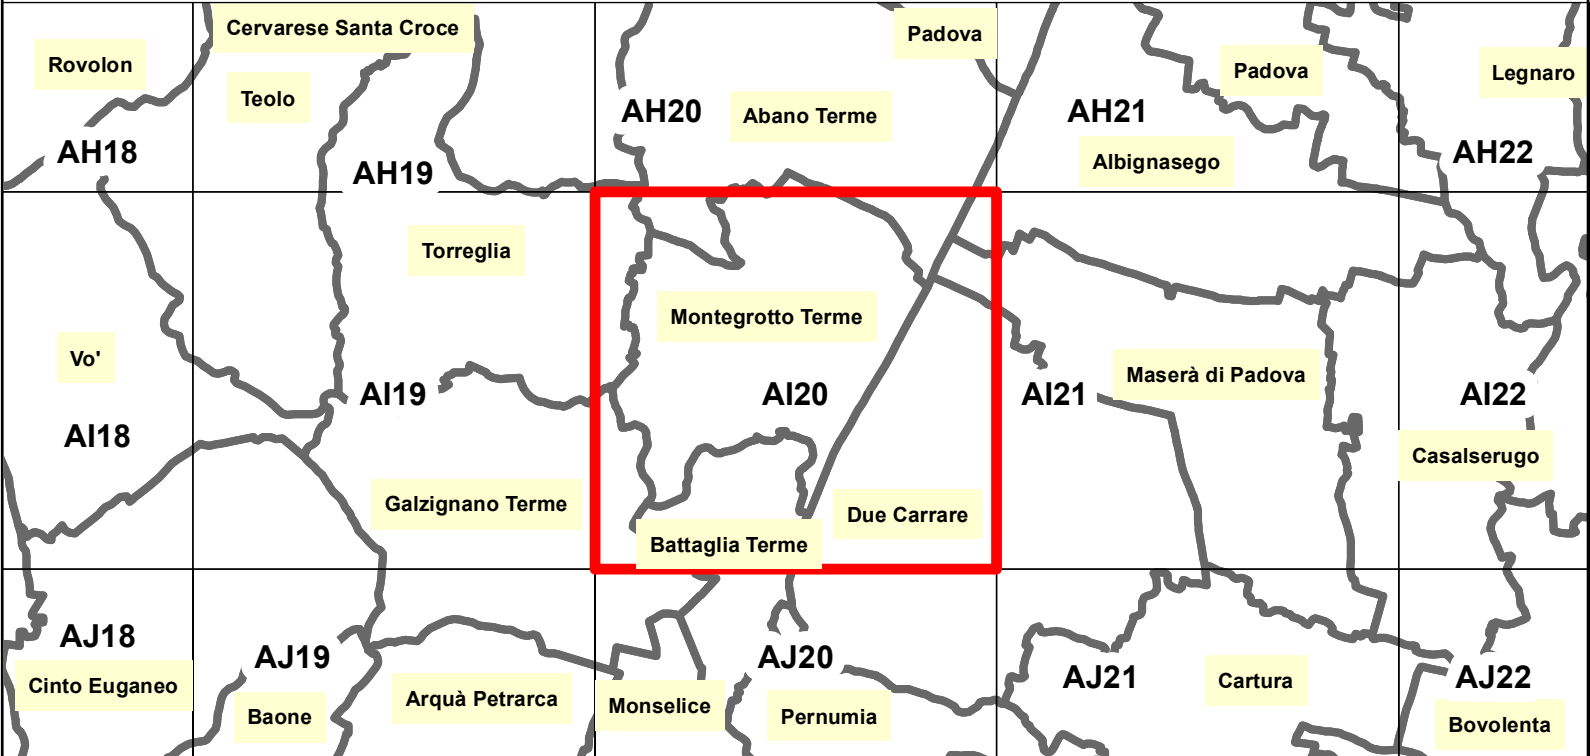 Cervarese Santa Croce
Padova
Rovolon
Teolo
Padova
Legnaro
AH20
Abano Terme
AH21
AH18
AH19
Albignasego
AH22
Torreglia
Montegrotto Terme
Vo'
Maserà di Padova
AI19
AI20
AI21
AI22
AI18
Casalserugo
Galzignano Terme
Due Carrare
Battaglia Terme
AJ18
AJ19
AJ20
AJ21
AJ22
Cinto Euganeo
Cartura
Arquà Petrarca
Monselice
Baone
Pernumia
Bovolenta